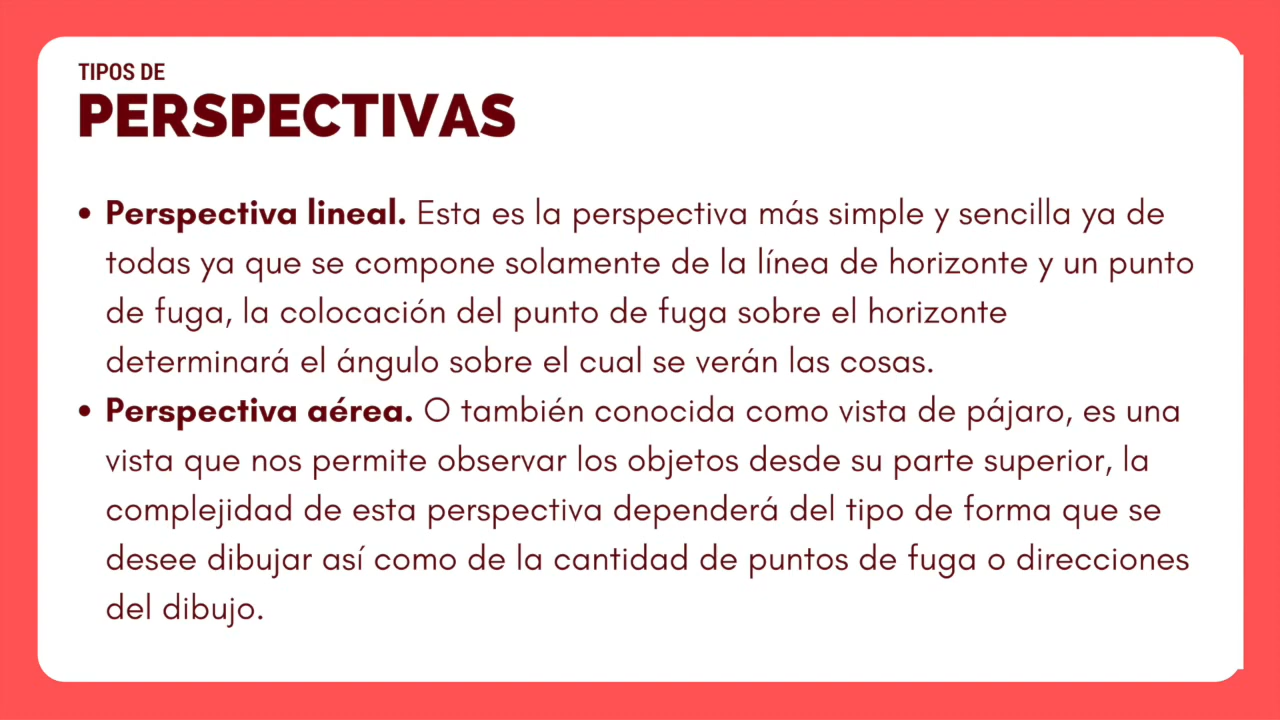 TIPOS DE
PERSPECTIVAS
• Perspectiva lineal. Esta es la perspectiva más simple y sencilla ya de
todas ya que se compone solamente de la línea de horizonte y un punto
de fuga, la colocación del punto de fuga sobre el horizonte
determinará el ángulo sobre el cual se verán las cosas.
• Perspectiva aérea. O también conocida como vista de pájaro, es una
vista que nos permite observar los objetos desde su parte superior, la
complejidad de esta perspectiva dependerá del tipo de forma que se
desee dibujar así como de la cantidad de puntos de fuga o direcciones
del dibujo.